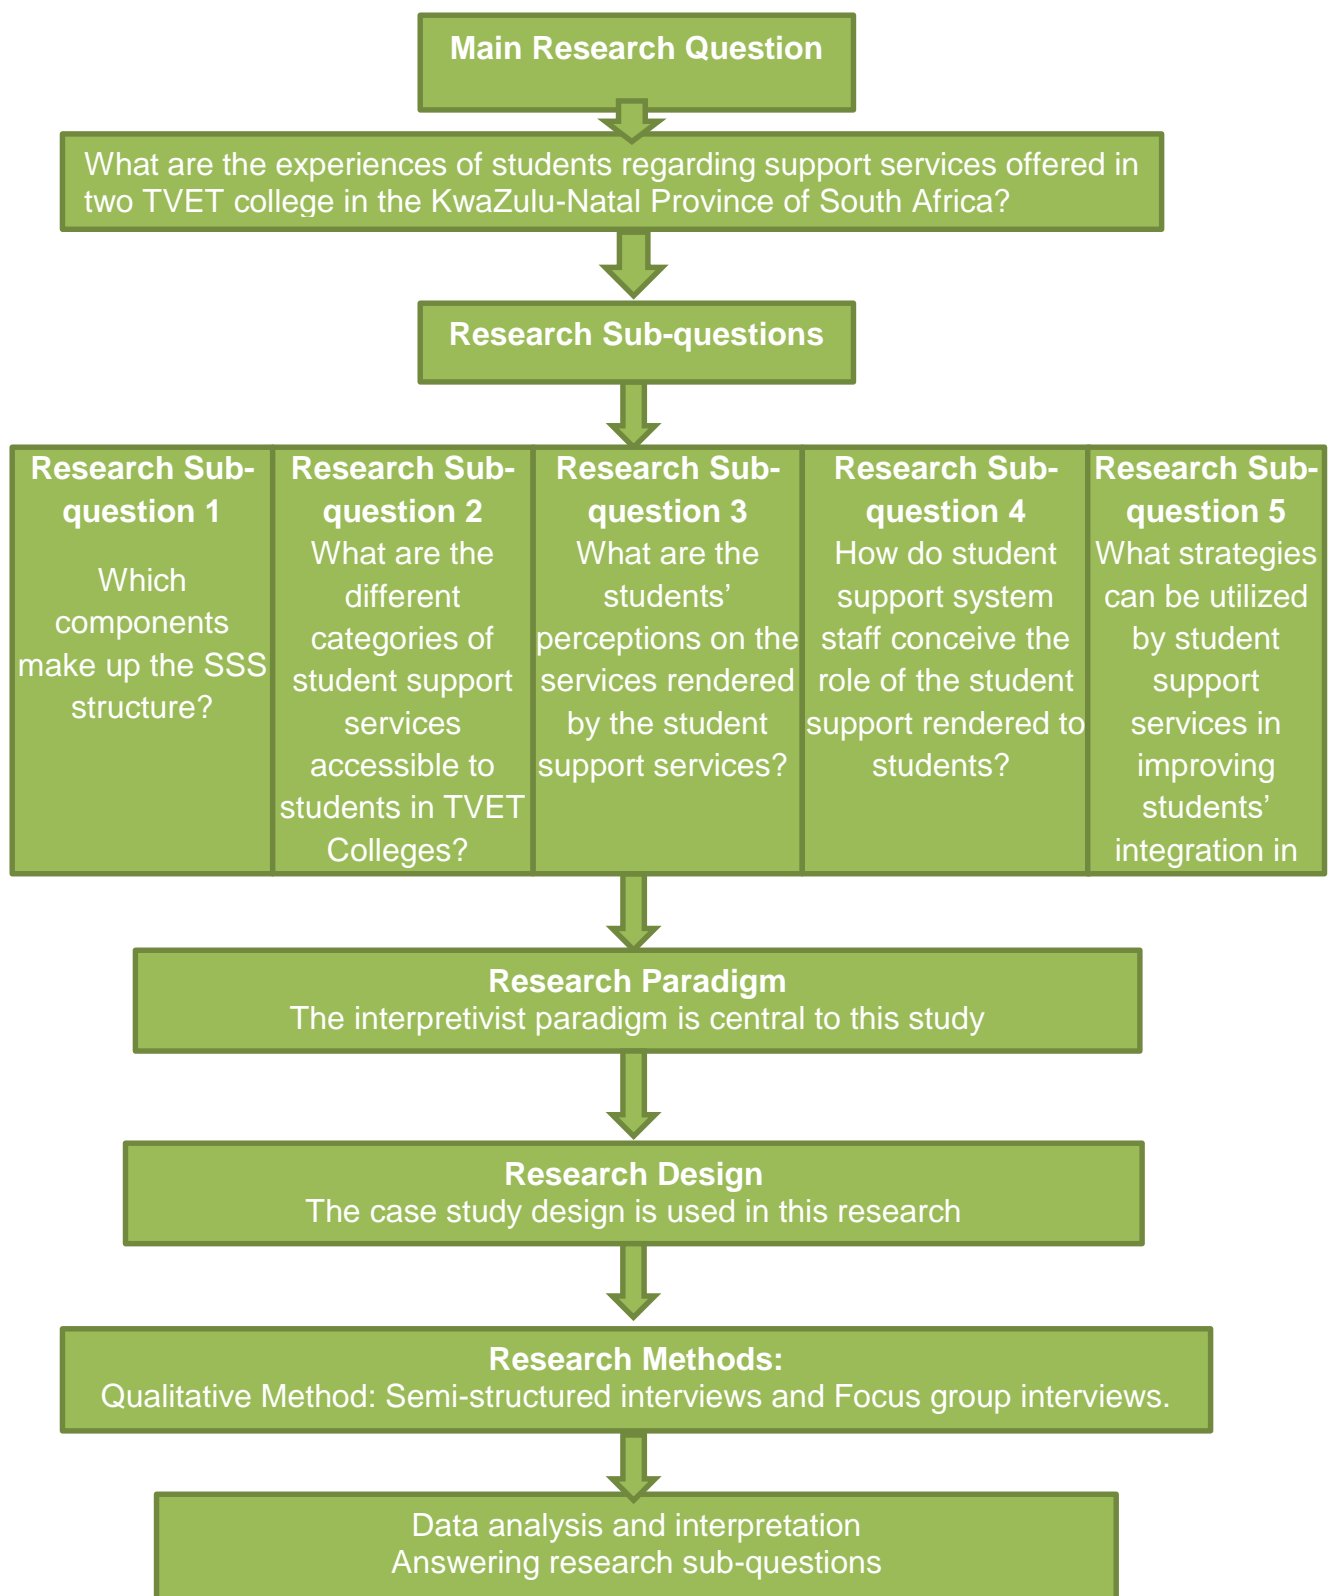 Main Research Question
What are the experiences of students regarding support services offered in
two TVET college in the KwaZulu-Natal Province of South Africa?
Research Sub-questions
Research Sub-
question 1
Which
components
make up the SSS
structure?
Research Sub-
question 2
What are the
different
categories of
student support
services
accessible to
students in TVET
Colleges?
Research Sub-
question 3
What are the
students’
perceptions on the
services rendered
by the student
support services?
Research Sub-
question 4
How do student
support system
staff conceive the
role of the student
support rendered to
students?
Research Sub-
question 5
What strategies
can be utilized
by student
support
services in
improving
students’
integration in
Research Paradigm
The interpretivist paradigm is central to this study
Research Design
The case study design is used in this research
Research Methods:
Qualitative Method: Semi-structured interviews and Focus group interviews.
Data analysis and interpretation
Answering research sub-questions